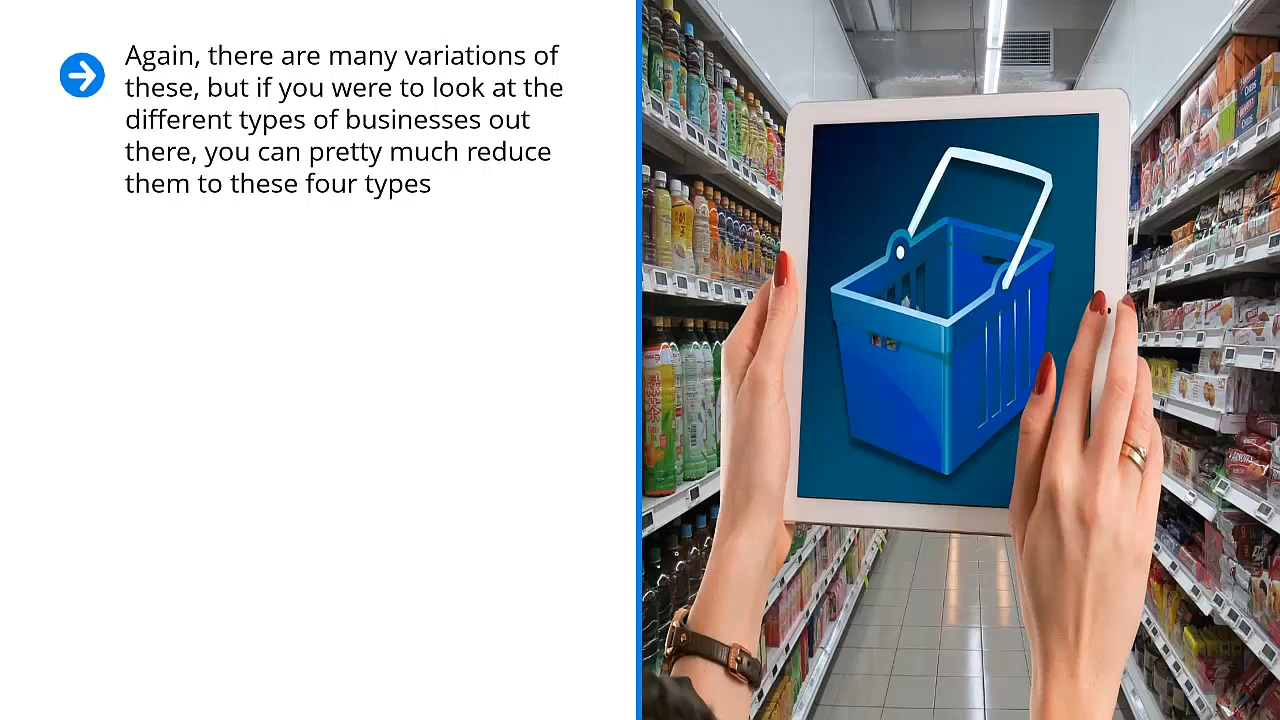 Again, there are many variations of
these, but if you were to look at the
different types of businesses out
there, you can pretty much reduce
them to these four types